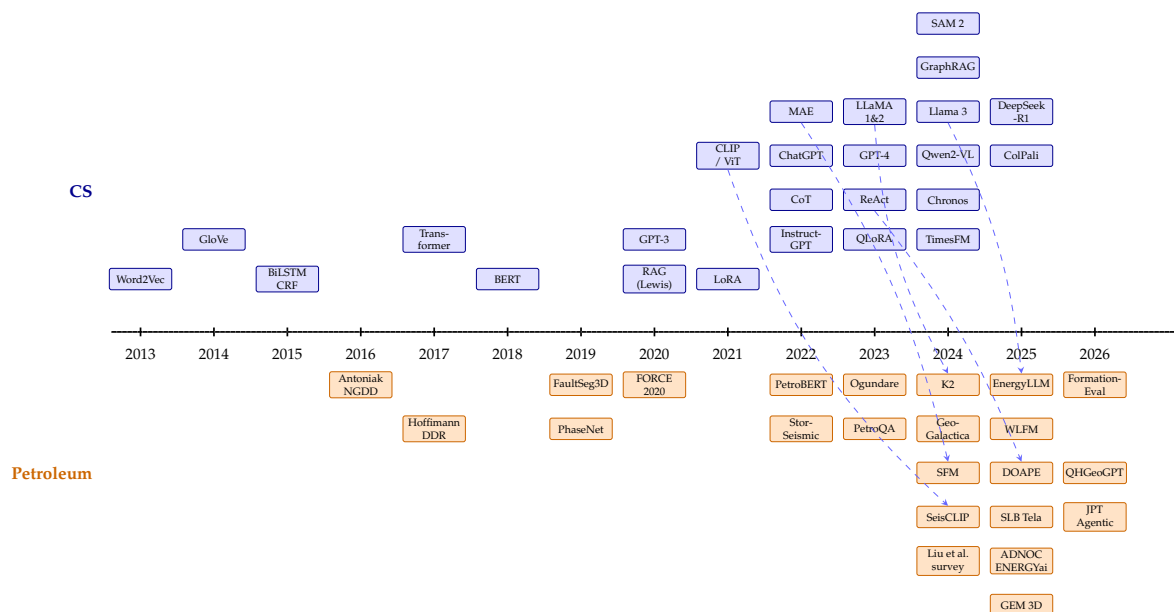 SAM 2
GraphRAG
MAE
LLaMA
1&2
Llama 3
DeepSeek
-R1
CLIP
/ ViT
ChatGPT
GPT-4
Qwen2-VL
ColPali
CS
CoT
ReAct
Chronos
GloVe
Trans-
former
GPT-3
Instruct-
GPT
QLoRA
TimesFM
Word2Vec
BiLSTM
CRF
BERT
RAG
(Lewis)
LoRA
2013 2014 2015 2016 2017 2018 2019 2020 2021 2022 2023 2024 2025 2026
Antoniak
NGDD
FaultSeg3D
FORCE
2020
PetroBERT
Ogundare
K2
EnergyLLM
Formation-
Eval
Hoffimann
DDR
PhaseNet
Stor-
Seismic
PetroQA
Geo-
Galactica
WLFM
Petroleum
SFM
DOAPE
QHGeoGPT
SeisCLIP
SLB Tela
JPT
Agentic
Liu et al.
survey
ADNOC
ENERGYai
GEM 3D